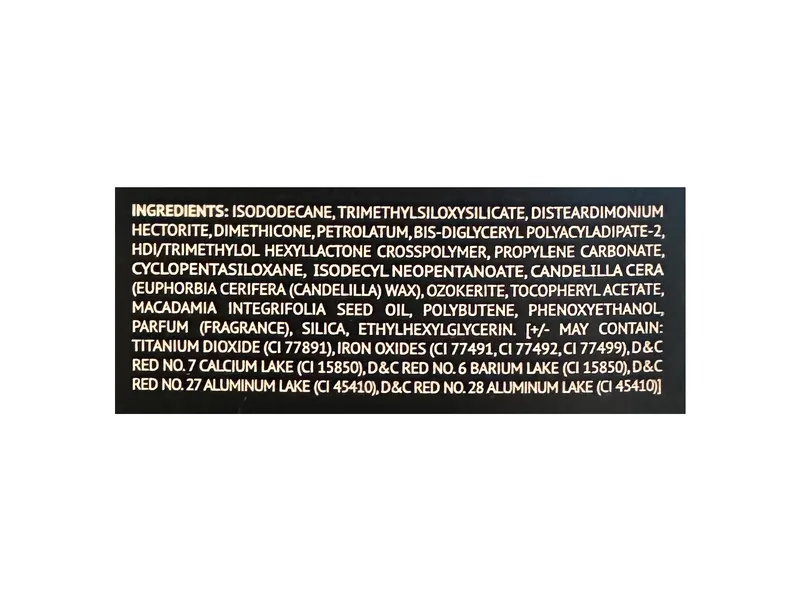 INGREDIENTS: ISODODECANE, TRIMETHYLSILOXYSILICATE, DISTEARDIMONIUM
HECTORITE, DIMETHICONE, PETROLATUM, BIS-DIGLYCERYL POLYACYLADIPATE-2,
HDI/TRIMETHYLOL HEXYLLACTONE CROSSPOLYMER, PROPYLENE CARBONATE,
CYCLOPENTASILOXANE, ISODECYL NEOPENTANOATE, CANDELILLA CERA
(EUPHORBIA CERIFERA (CANDELILLA) WAX), OZOKERITE, TOCOPHERYL ACETATE,
MACADAMIA INTEGRIFOLIA SEED OIL, POLYBUTENE, PHENOXYETHANOL,
PARFUM (FRAGRANCE), SILICA, ETHYLHEXYLGLYCERIN. [+/- MAY CONTAIN:
TITANIUM DIOXIDE (CI 77891), IRON OXIDES (CI 77491, CI 77492, CI 77499), D&C
RED NO. 7 CALCIUM LAKE (CI 15850), D&C RED NO. 6 BARIUM LAKE (CI 15850), D&C
RED NO. 27 ALUMINUM LAKE (CI 45410), D&C RED NO. 28 ALUMINUM LAKE (CI 45410)]